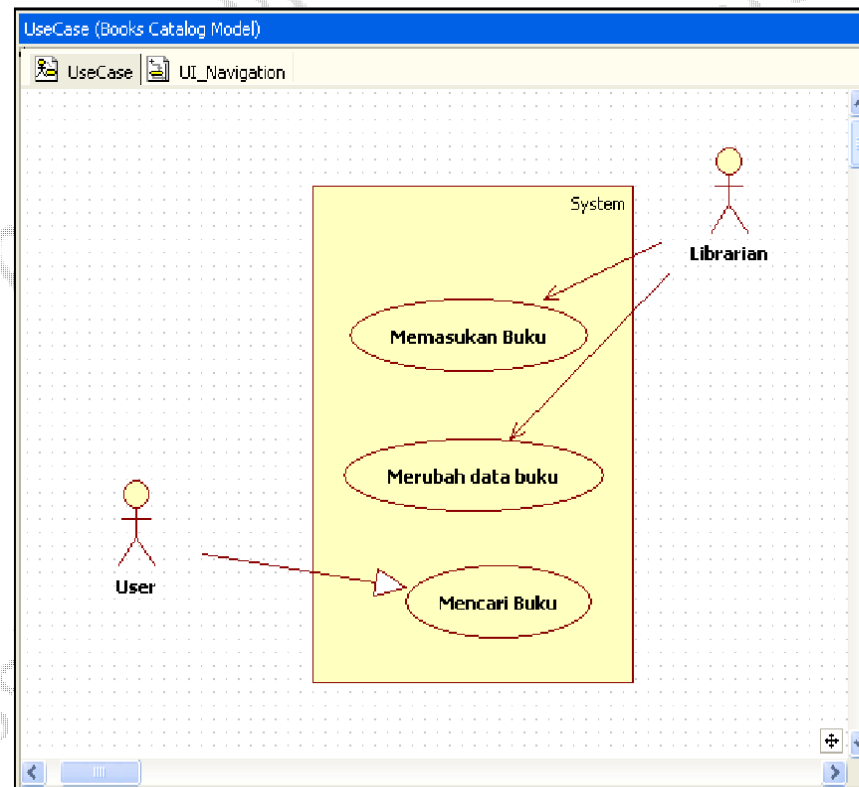 UseCase (Books Catalog Model)
UseCase UI_Navigation
System
Librarian
Memasukan Buku
Merubah data buku
User
Mencari Buku